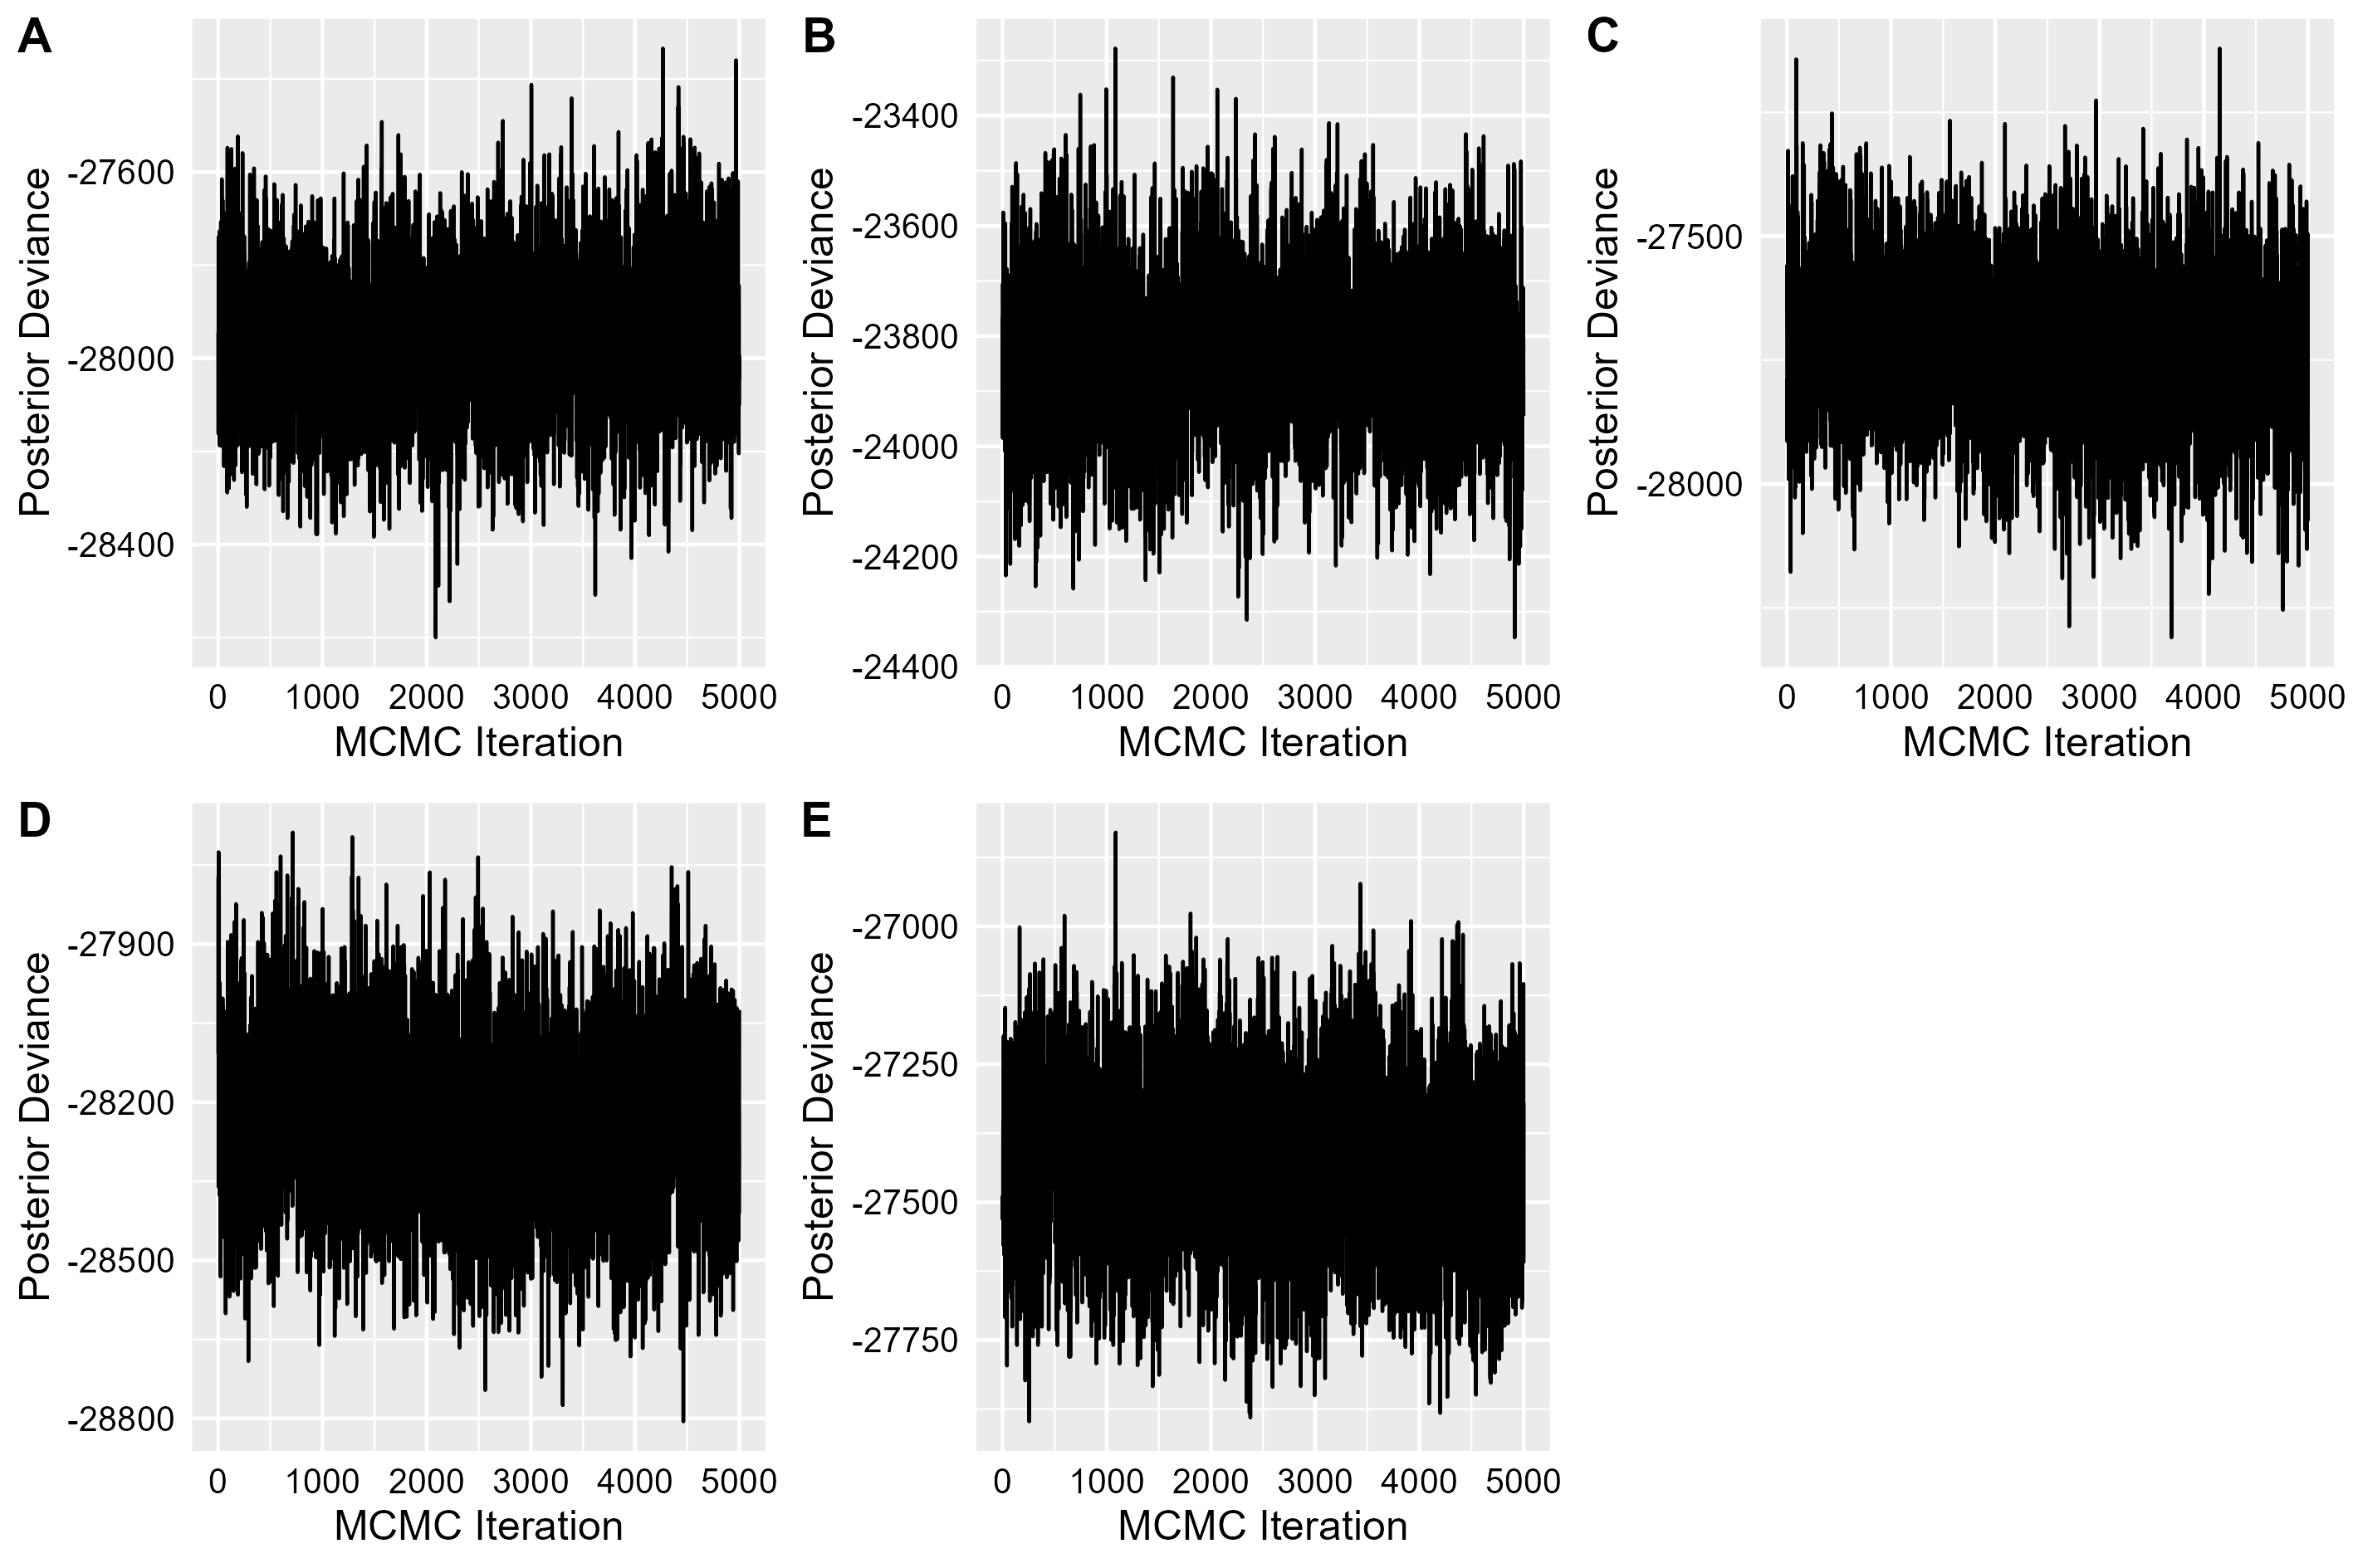 A
Posterior Deviance
-27600
-28000
-28400
0 1000 2000 3000 4000 5000
MCMC Iteration
B
Posterior Deviance
-23400
-23600
-23800
-24000
-24200
-24400
0 1000 2000 3000 4000 5000
MCMC Iteration
C
Posterior Deviance
-27500
-28000
0 1000 2000 3000 4000 5000
MCMC Iteration
D
Posterior Deviance
-27900
-28200
-28500
-28800
0 1000 2000 3000 4000 5000
MCMC Iteration
E
Posterior Deviance
-27000
-27250
-27500
-27750
0 1000 2000 3000 4000 5000
MCMC Iteration